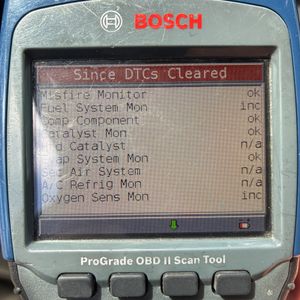 BOSCH
Since DTCs Cleared
Misfire Monitor ok
Fuel System Mon inc
Comp Component ok
Catalyst Mon ok
Htd Catalyst n/a
Evap System Mon ok
Sec Air System n/a
A/C Refrig Mon n/a
Oxygen Sens Mon inc
ProGrade OBD II Scan Tool